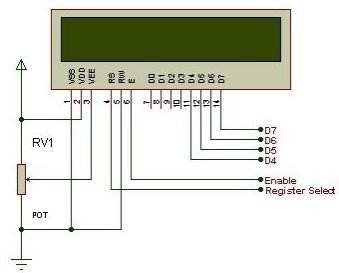 VSS VDD VEE RS RW E D0 D1 D2 D3 D4 D5 D6 D7
1 2 3 4 5 6 7 8 9 10 11 12 13 14
RV1
POT
D7
D6
D5
D4
Enable
Register Select